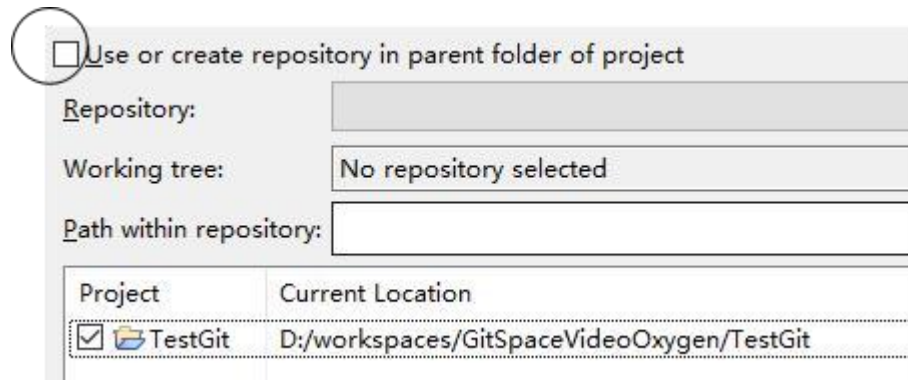 Use or create repository in parent folder of project
Repository:
Working tree: No repository selected
Path within repository:
Project Current Location
TestGit D:/workspaces/GitSpaceVideoOxygen/TestGit